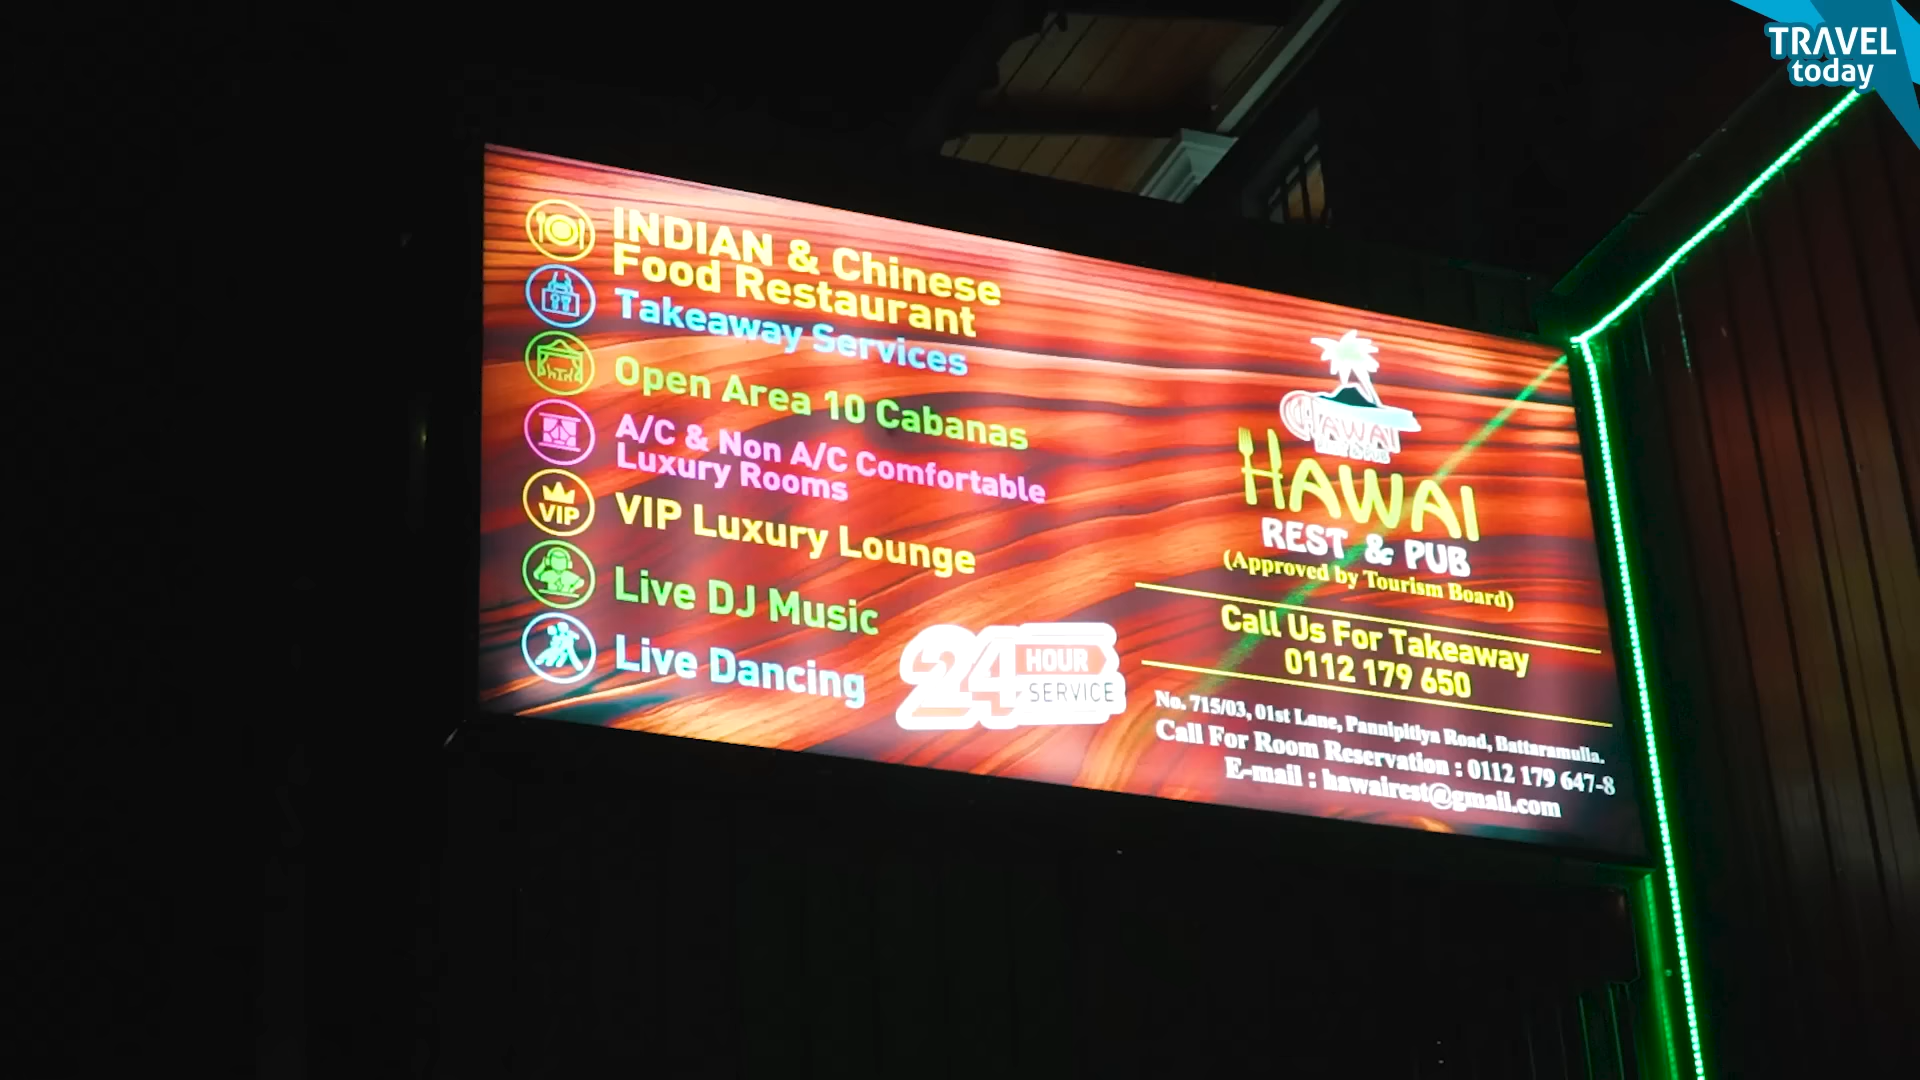 TRAVEL
today
INDIAN & Chinese
Food Restaurant
Takeaway Services
Open Area 10 Cabanas
A/C & Non A/C Comfortable
Luxury Rooms
VIP
VIP Luxury Lounge
Live DJ Music
Live Dancing
24 HOUR
SERVICE
HAWAI
REST & PUB
HAWAI
REST & PUB
(Approved by Tourism Board)
Call Us For Takeaway
0112 179 650
No. 715/03, 01st Lane, Pannipitiya Road, Battaramulla.
Call For Room Reservation : 0112 179 647-8
E-mail : hawairest@gmail.com